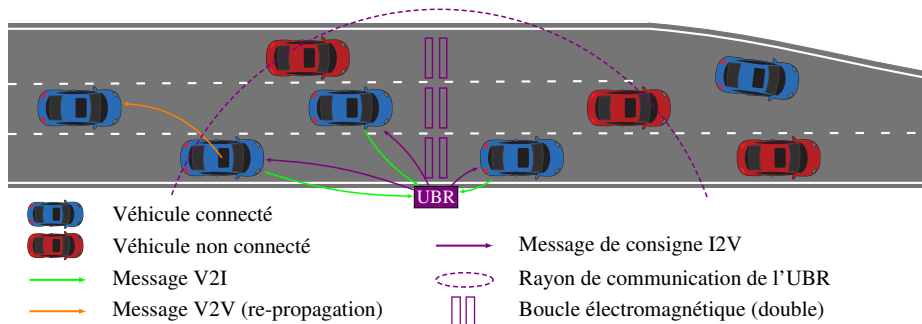 UBR
Véhicule connecté
Véhicule non connecté
Message V2I
Message V2V (re-propagation)
Message de consigne I2V
Rayon de communication de l'UBR
Boucle électromagnétique (double)